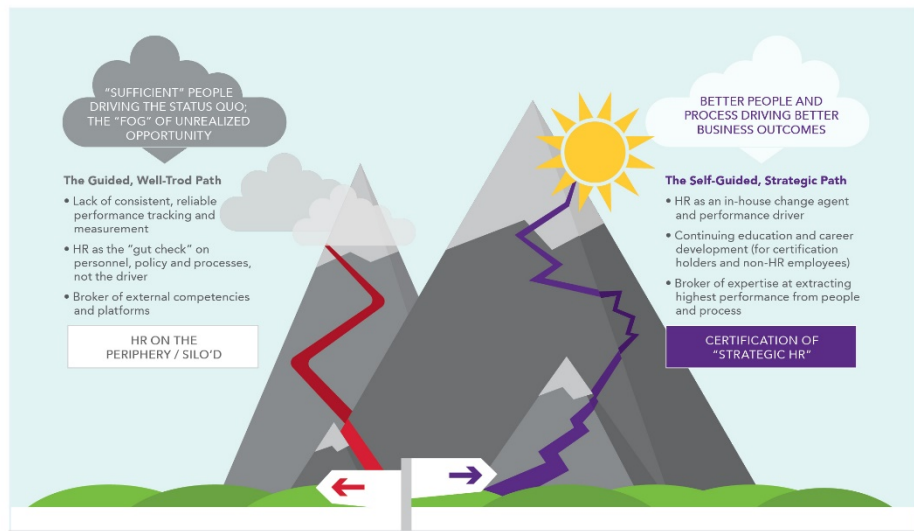 “SUFFICIENT” PEOPLE
DRIVING THE STATUS QUO;
THE “FOG” OF UNREALIZED
OPPORTUNITY
The Guided, Well-Trod Path
• Lack of consistent, reliable
performance tracking and
measurement
• HR as the “gut check” on
personnel, policy and processes,
not the driver
• Broker of external competencies
and platforms
HR ON THE
PERIPHERY / SILO’D
BETTER PEOPLE AND
PROCESS DRIVING BETTER
BUSINESS OUTCOMES
The Self-Guided, Strategic Path
• HR as an in-house change agent
and performance driver
• Continuing education and career
development (for certification
holders and non-HR employees)
• Broker of expertise at extracting
highest performance from people
and process
CERTIFICATION OF
“STRATEGIC HR”